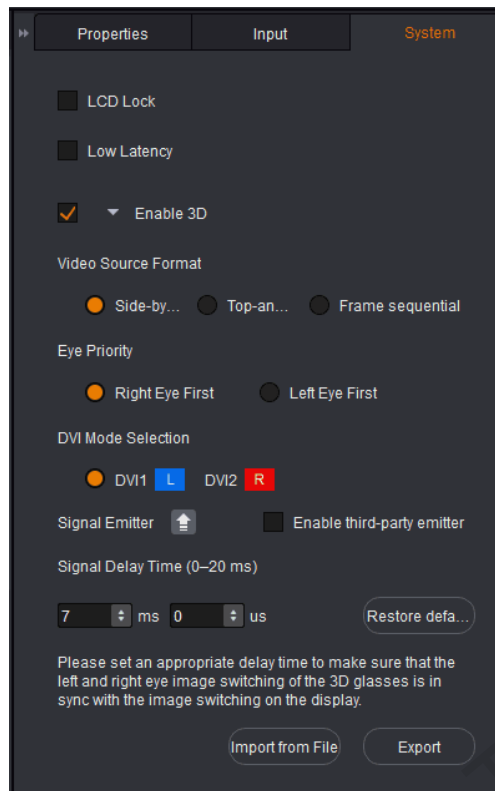 Properties Input System
LCD Lock
Low Latency
Enable 3D
Video Source Format
Side-by... Top-an... Frame sequential
Eye Priority
Right Eye First Left Eye First
DVI Mode Selection
DVI1 L DVI2 R
Signal Emitter Enable third-party emitter
Signal Delay Time (0–20 ms)
7 ms 0 us Restore defa...
Please set an appropriate delay time to make sure that the
left and right eye image switching of the 3D glasses is in
sync with the image switching on the display.
Import from File Export